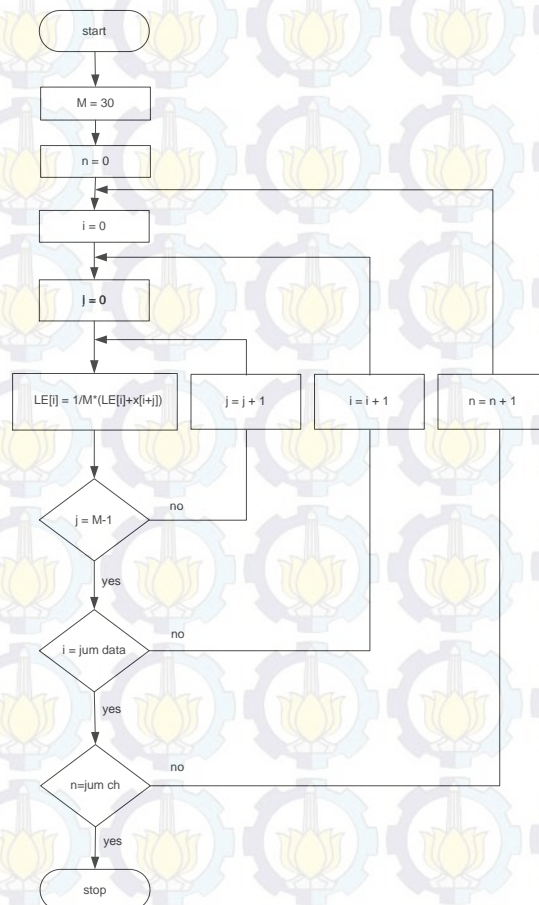 start
M = 30
n = 0
i = 0
j = 0
LE[i] = 1/M*(LE[i]+x[i+j])
j = j + 1
i = i + 1
n = n + 1
no
j = M-1
yes
no
i = jum data
yes
no
n=jum ch
yes
stop